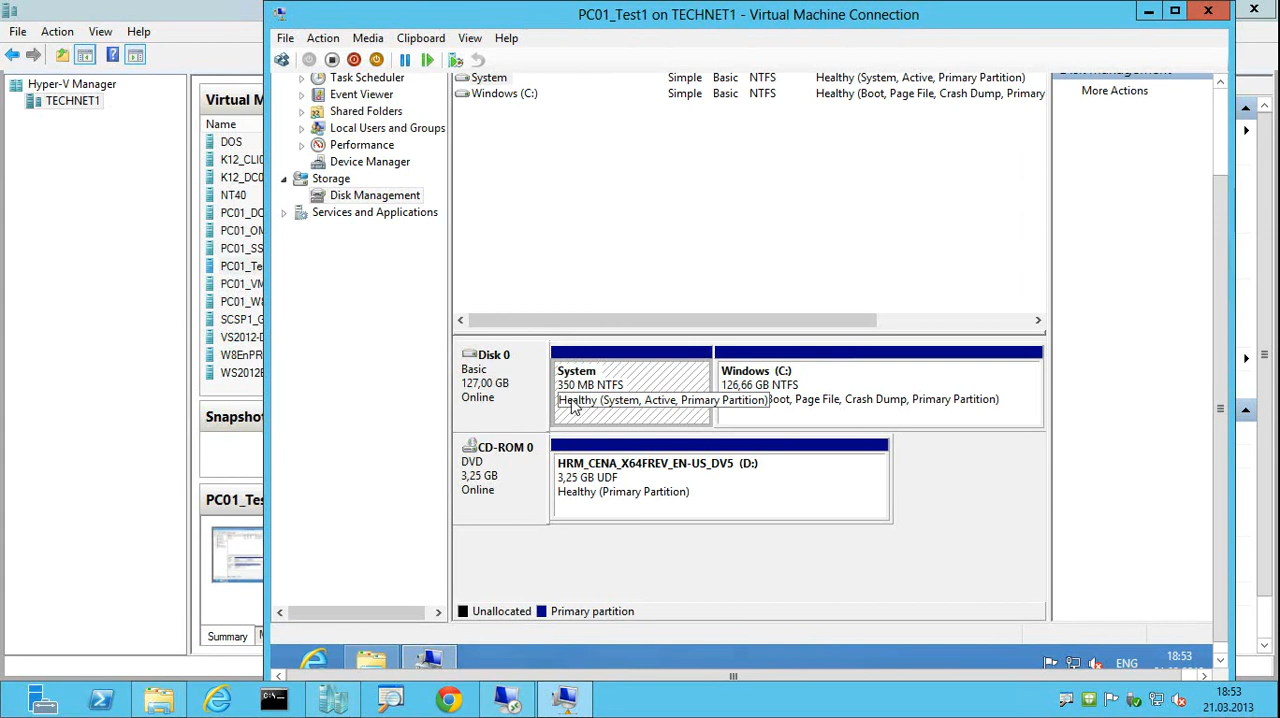 PC01_Test1 on TECHNET1 - Virtual Machine Connection
File Action View Help
File Action Media Clipboard View Help
Hyper-V Manager
TECHNET1
Virtual M
Name
DOS
K12_CLI0
K12_DC0
NT40
PC01_DC
PC01_OM
PC01_SS
PC01_Te
PC01_VM
PC01_W8
SCSP1_G
VS2012-D
W8EnPR
WS2012E
Snapshot
PC01_Tes
Summary
Task Scheduler
Event Viewer
Shared Folders
Local Users and Groups
Performance
Device Manager
Storage
Disk Management
Services and Applications
System Simple Basic NTFS Healthy (System, Active, Primary Partition)
Windows (C:) Simple Basic NTFS Healthy (Boot, Page File, Crash Dump, Primary
More Actions
Disk 0
Basic
127,00 GB
Online
System
350 MB NTFS
Healthy (System, Active, Primary Partition)
Windows (C:)
126,66 GB NTFS
Boot, Page File, Crash Dump, Primary Partition)
CD-ROM 0
DVD
3,25 GB
Online
HRM_CENA_X64FREV_EN-US_DV5 (D:)
3,25 GB UDF
Healthy (Primary Partition)
Unallocated Primary partition
ENG 18:53
18:53
21.03.2013